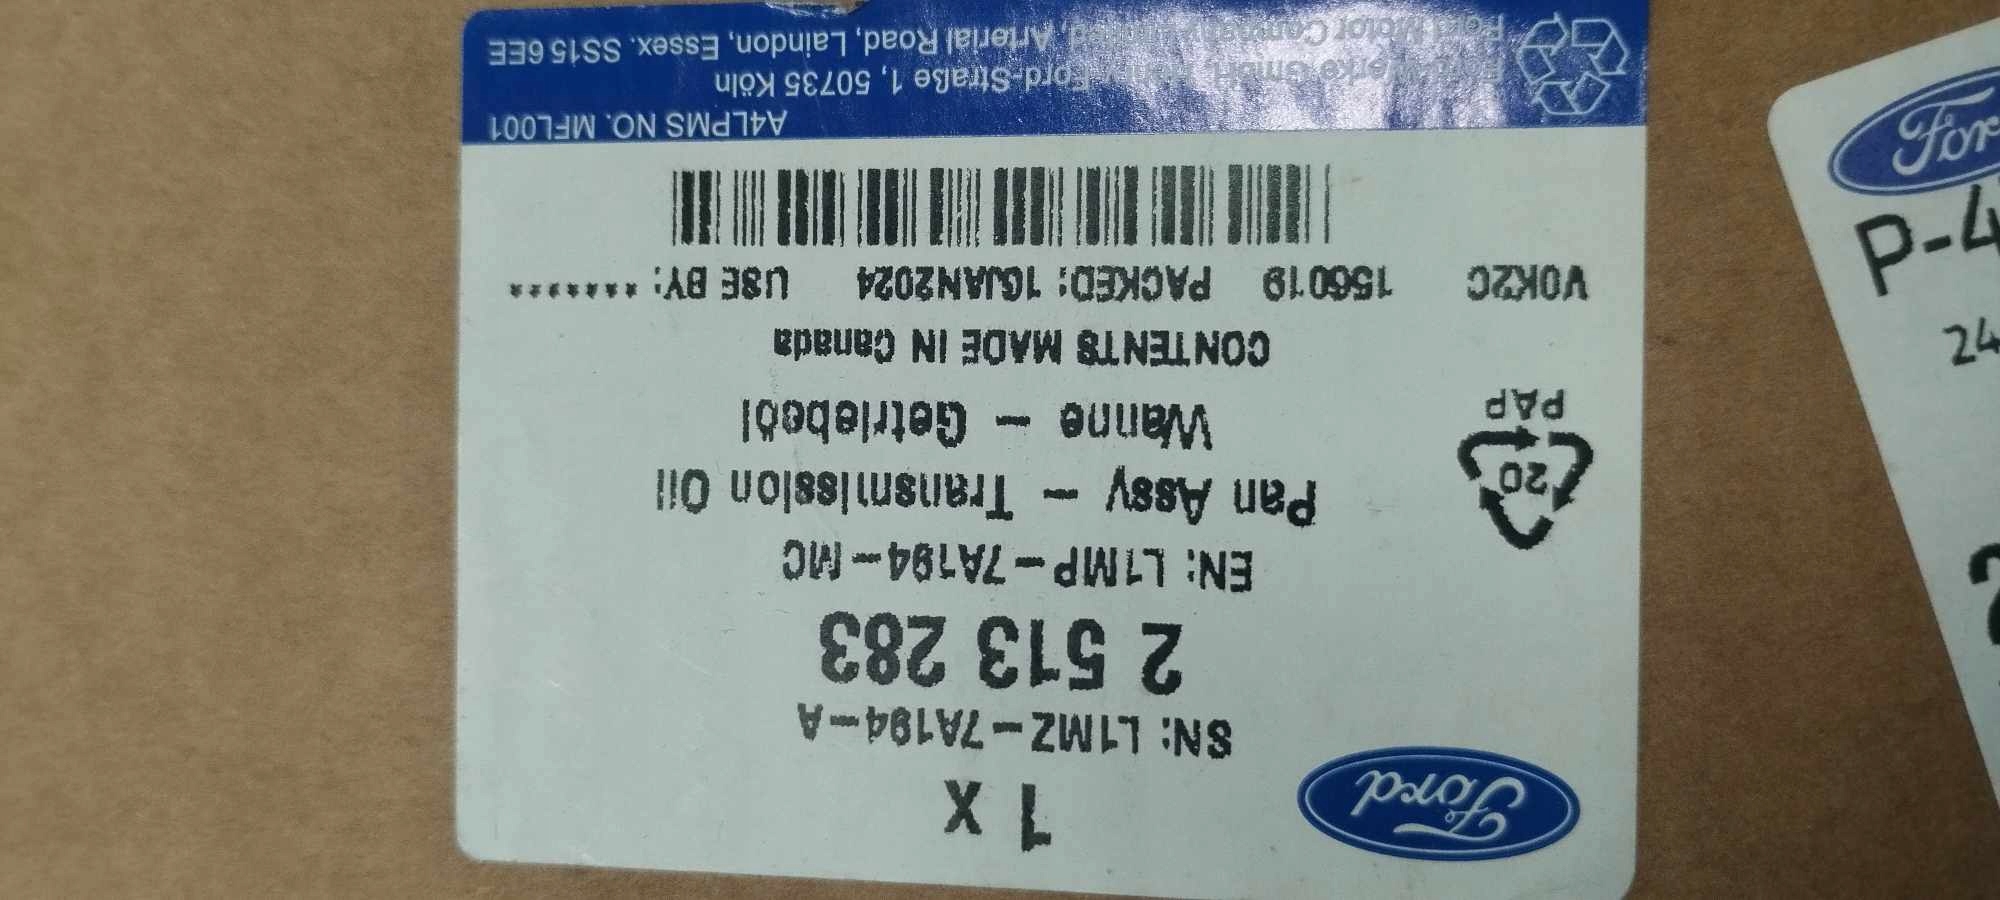 Ford
1 x
SN: L1MZ-7A194-A
2 513 283
EN: L1MP-7A194-MC
Pan Assy - Transmission Oil
Wanne - Getriebeöl
20
PAP
CONTENTS MADE IN Canada
V0K2C 156019 PACKED: 16JAN2024 USE BY: *******
A4LPMS NO. MFL001
Ford-Werke GmbH, Henry-Ford-Straße 1, 50735 Köln
Ford Motor Company Limited, Arterial Road, Laindon, Essex. SS15 6EE
For
P-4
24
2